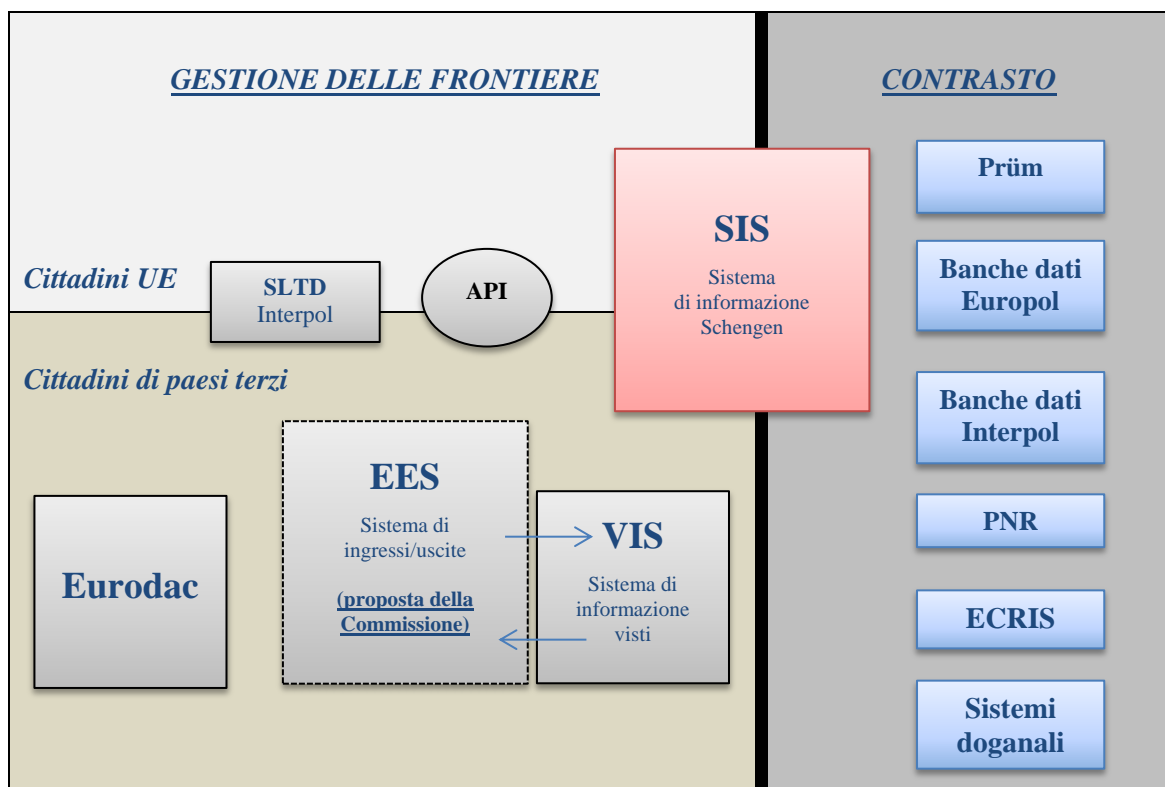 GESTIONE DELLE FRONTIERE
CONTRASTO
Cittadini UE
SLTD
Interpol
API
SIS
Sistema
di informazione
Schengen
Cittadini di paesi terzi
EES
Sistema di
ingressi/uscite
(proposta della
Commissione)
VIS
Sistema di
informazione
visti
Eurodac
Prüm
Banche dati
Europol
Banche dati
Interpol
PNR
ECRIS
Sistemi
doganali